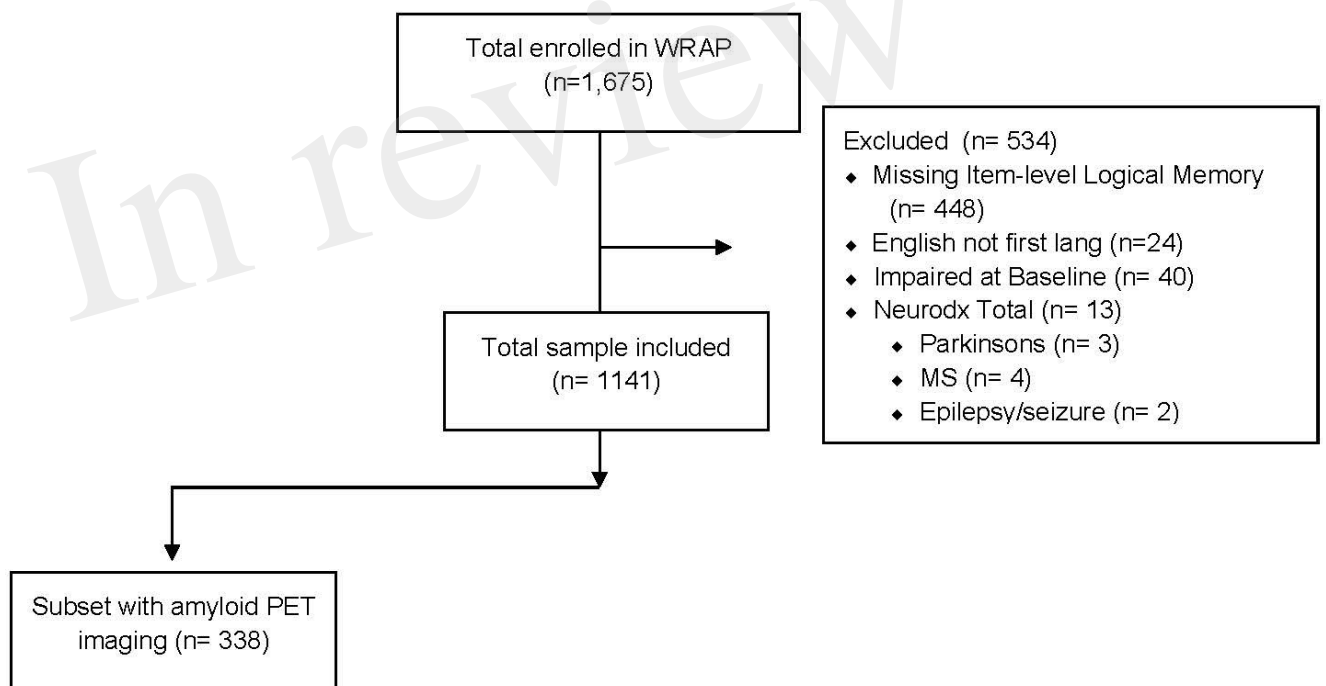 In review
Total enrolled in WRAP
(n=1,675)
Excluded (n= 534)
⬥ Missing Item-level Logical Memory
(n= 448)
⬥ English not first lang (n=24)
⬥ Impaired at Baseline (n= 40)
⬥ Neurodx Total (n= 13)
⬥ Parkinsons (n= 3)
⬥ MS (n= 4)
⬥ Epilepsy/seizure (n= 2)
Total sample included
(n= 1141)
Subset with amyloid PET
imaging (n= 338)